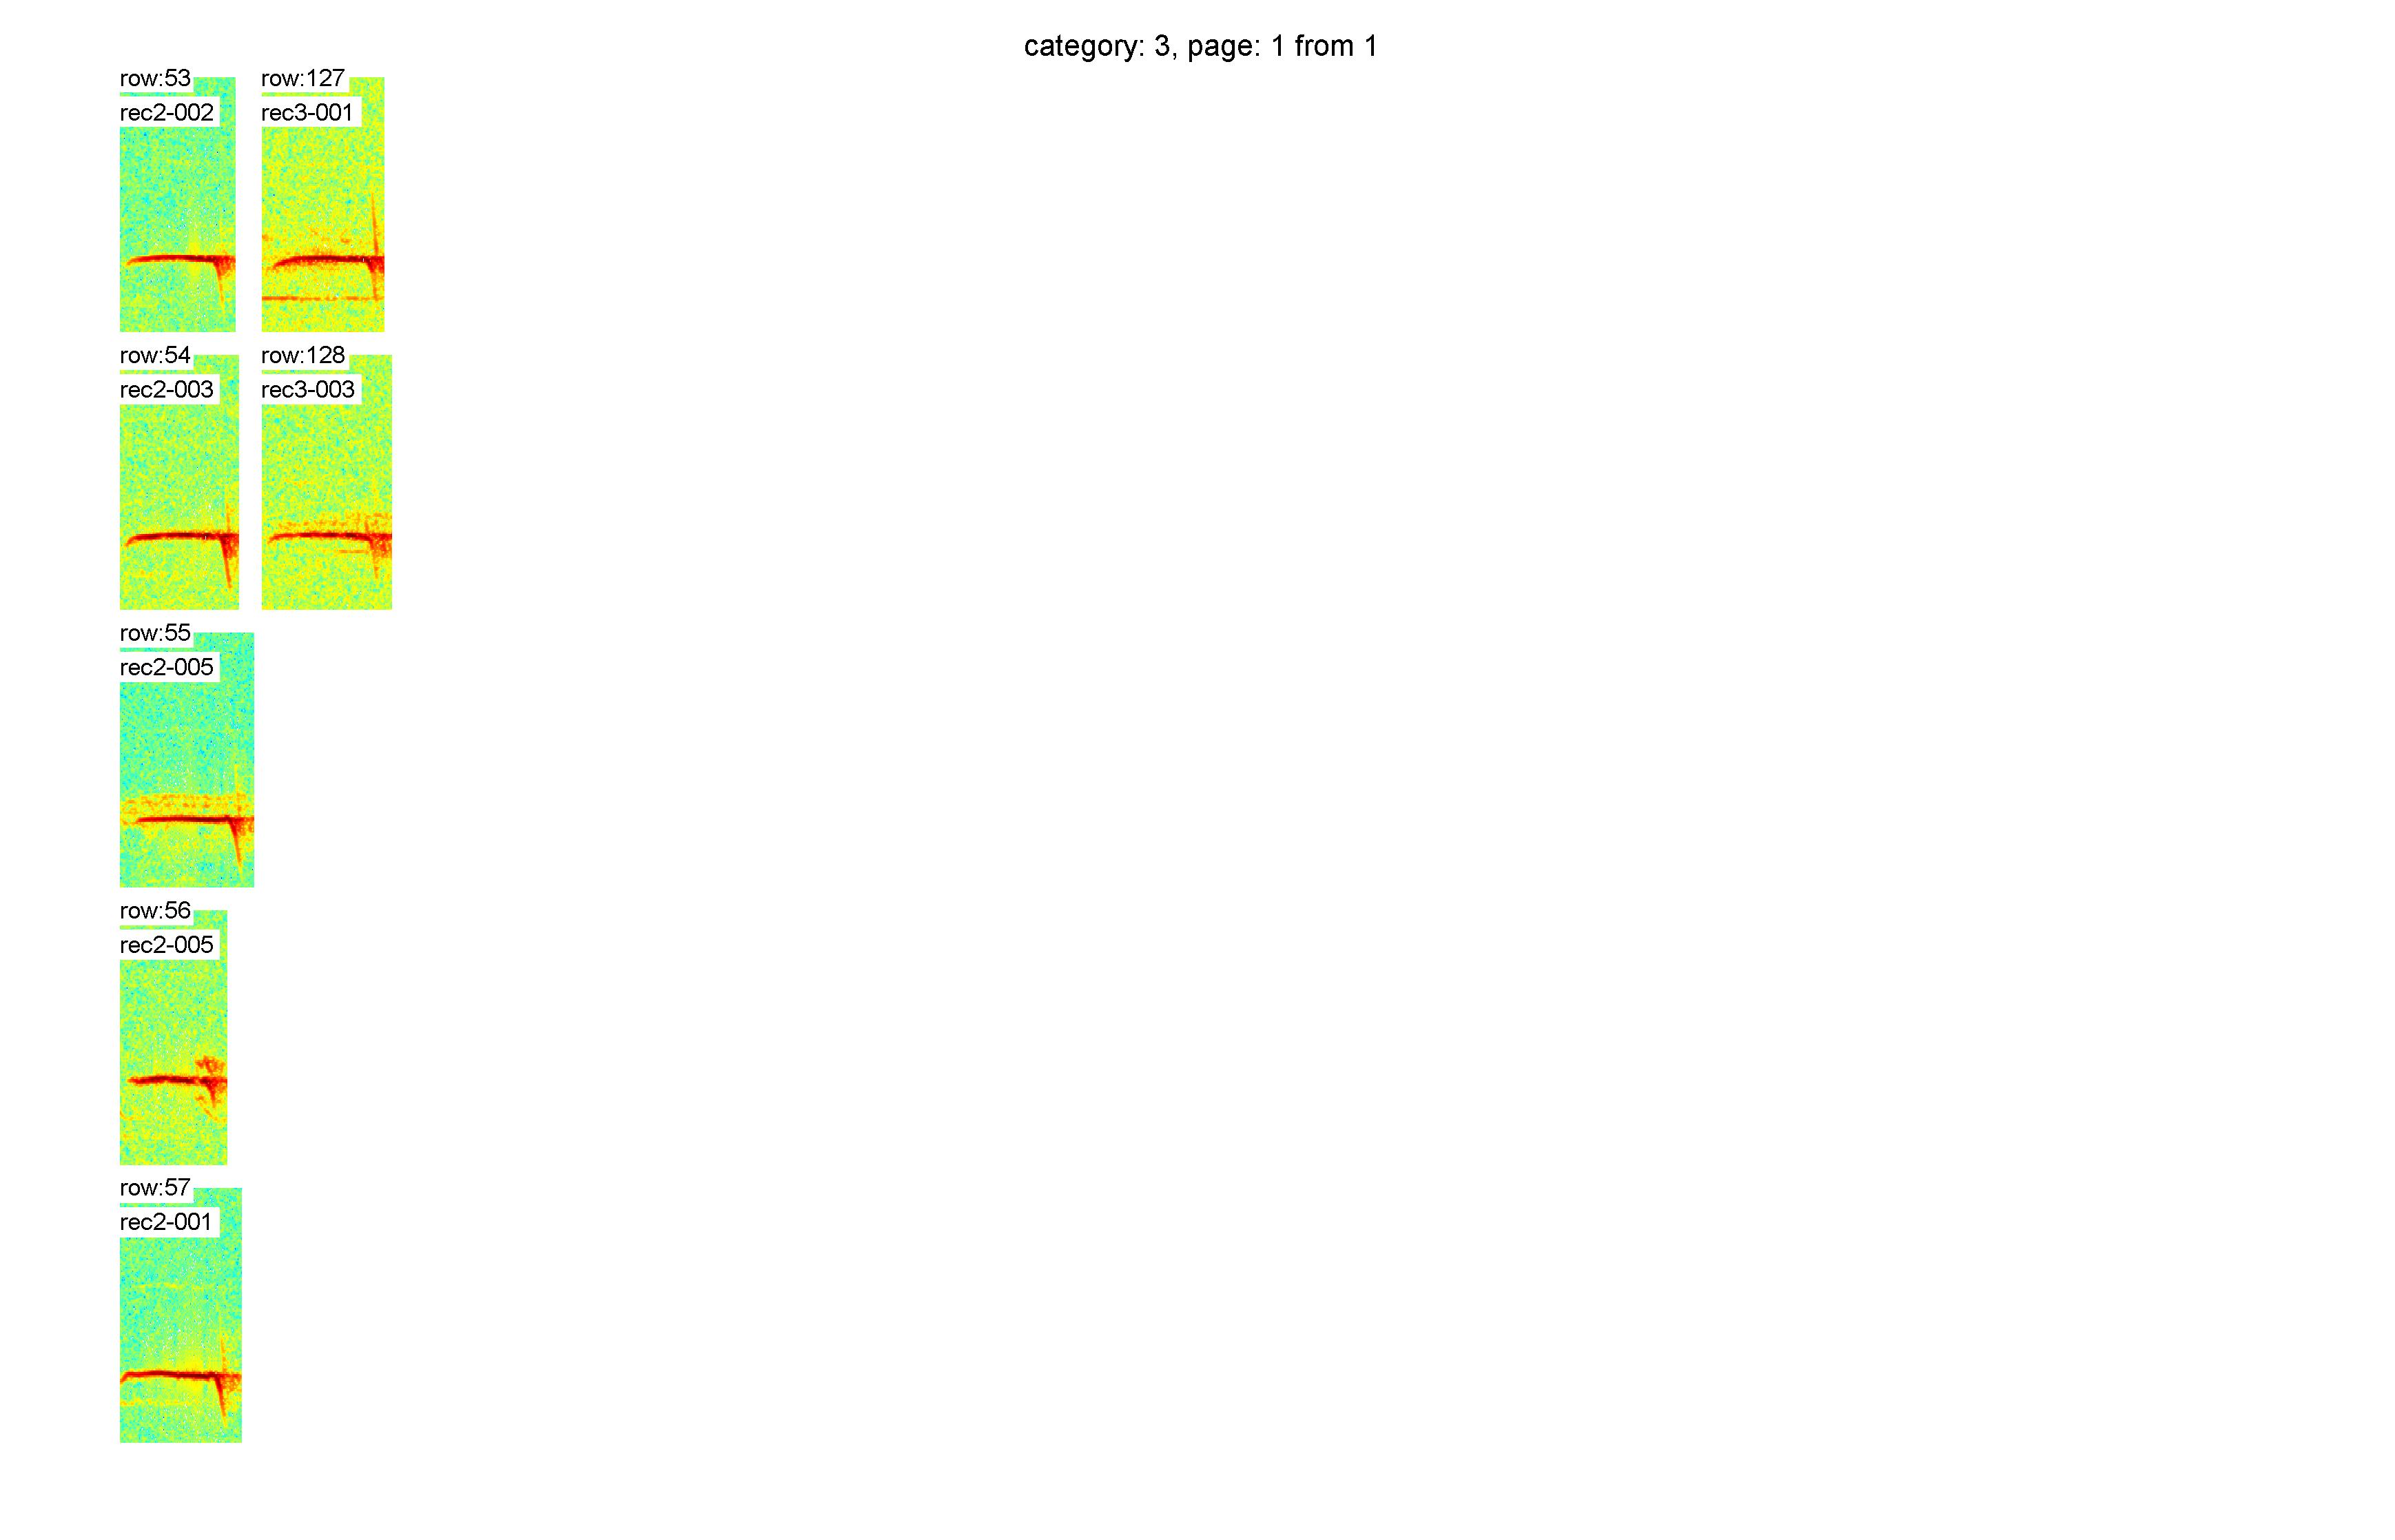 category: 3, page: 1 from 1
row:53
rec2-002
row:127
rec3-001
row:54
rec2-003
row:128
rec3-003
row:55
rec2-005
row:56
rec2-005
row:57
rec2-001